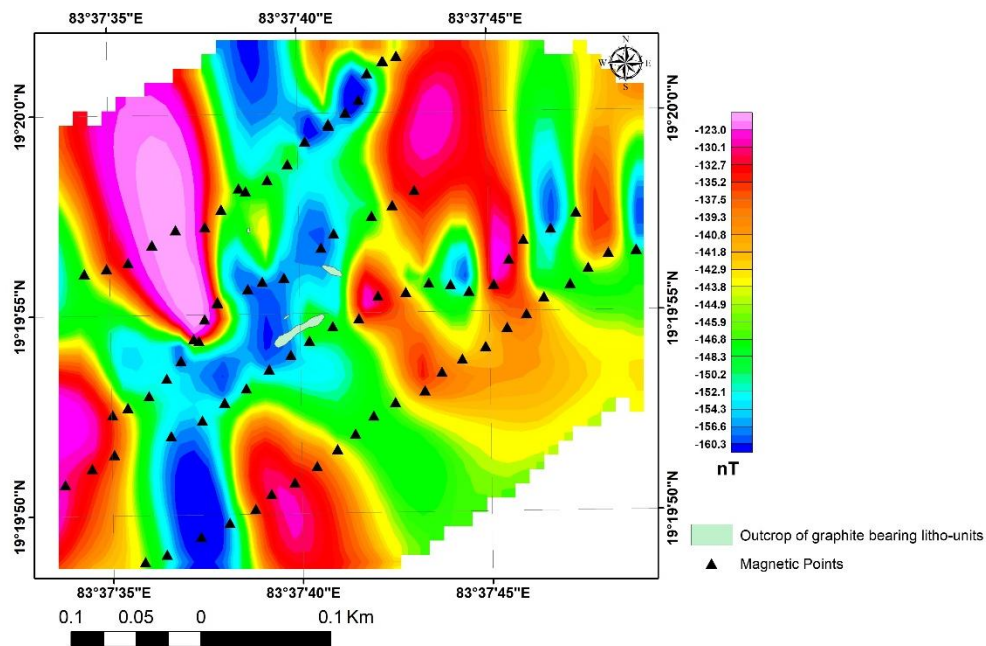 83°37'35"E 83°37'40" 83°37'45"E
N
W E
S
19°20'0"N 19°20'0"N
-123.0
-130.1
-132.7
-135.2
-137.5
-139.3
-140.8
-141.8
-142.9
-143.8
-144.9
-145.9
-146.8
-148.3
-150.2
-152.1
-154.3
-156.6
-160.3
nT
19°19'55"N 19°19'55"N
19°19'50"N 19°19'50"N
Outcrop of graphite bearing litho-units
Magnetic Points
83°37'35"E 83°37'40"E 83°37'45"E
0.1 0.05 0 0.1 Km